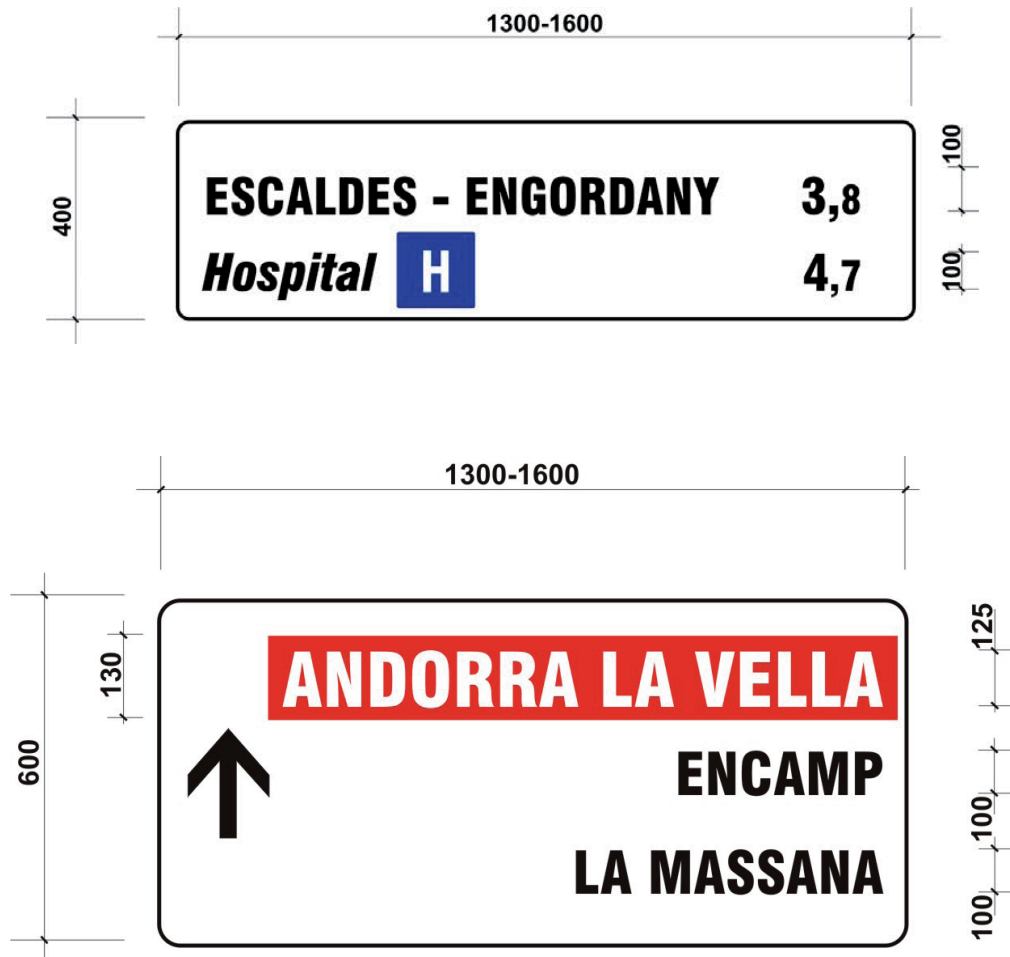 1300-1600
400
ESCALDES - ENGORDANY 3,8
100
Hospital H 4,7
100
1300-1600
600
130
ANDORRA LA VELLA
125
ENCAMP
100
LA MASSANA
100